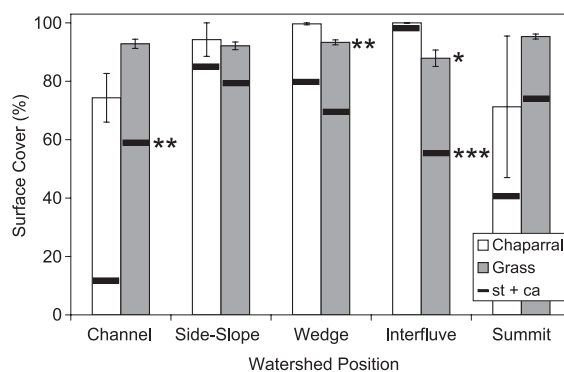 100
80
60
40
20
0
Surface Cover (%)
**
**
*
***
Chaparral
Grass
st + ca
Channel Side-Slope Wedge Interfluve Summit
Watershed Position